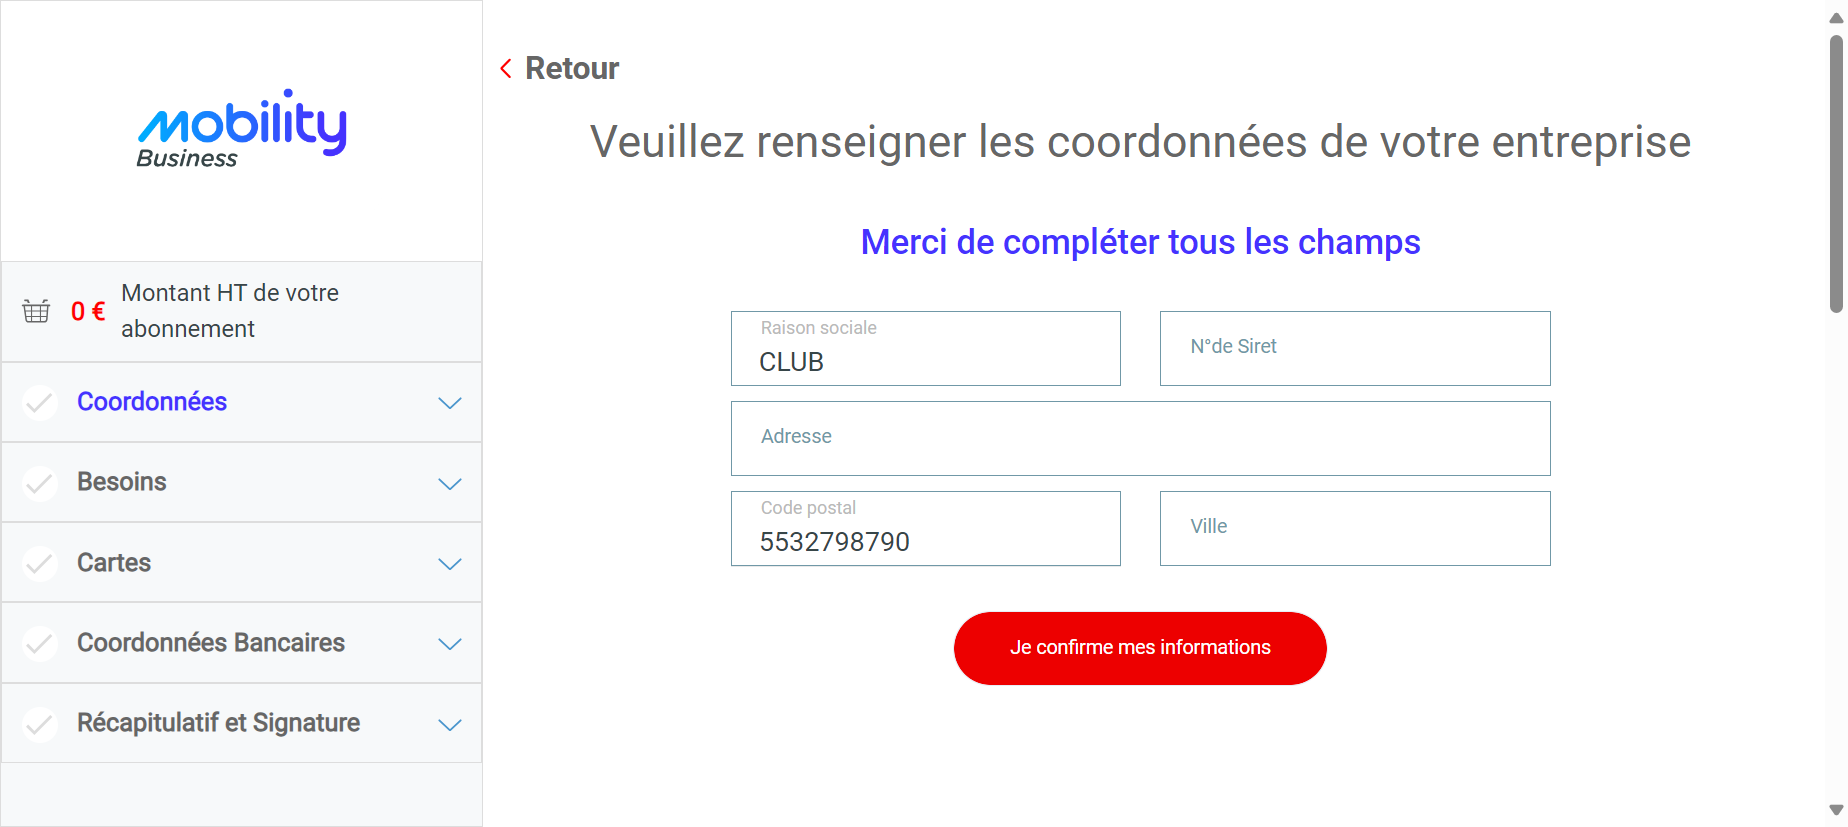 mobility
Business
0 €
Montant HT de votre
abonnement
Coordonnées
Besoins
Cartes
Coordonnées Bancaires
Récapitulatif et Signature
Retour
Veuillez renseigner les coordonnées de votre entreprise
Merci de compléter tous les champs
Raison sociale
CLUB
N°de Siret
Adresse
Code postal
5532798790
Ville
Je confirme mes informations